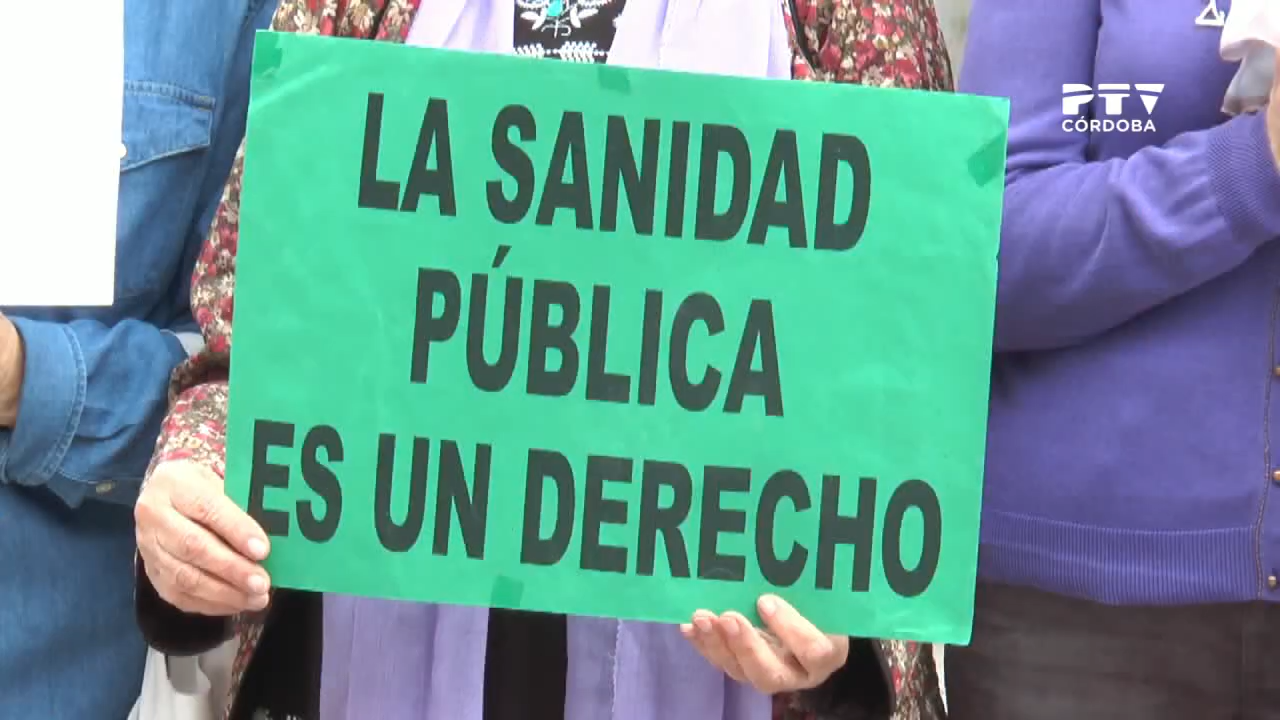 LA SANIDAD
PÚBLICA
ES UN DERECHO
PTV
CÓRDOBA